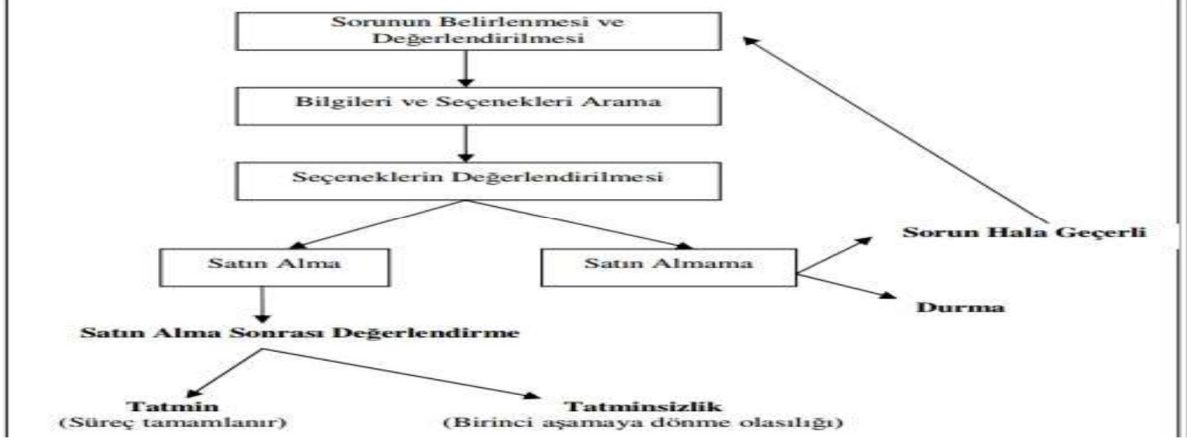 Sorunun Belirlenmesi ve
Değerlendirilmesi
Bilgileri ve Seçenekleri Arama
Seçeneklerin Değerlendirilmesi
Sorun Hala Geçerli
Satın Alma
Satın Almama
Durma
Satın Alma Sonrası Değerlendirme
Tatmin
(Süreç tamamlanır)
Tatminsizlik
(Birinci aşamaya dönme olasılığı)